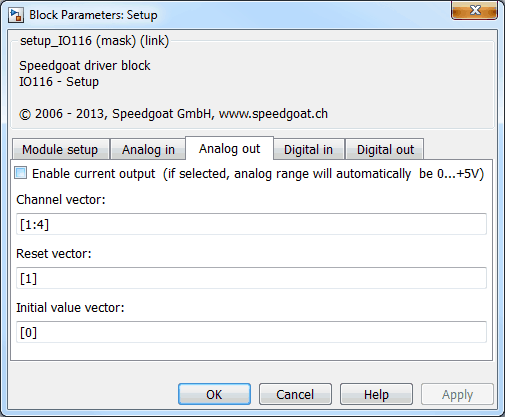 Block Parameters: Setup
setup_IO116 (mask) (link)
Speedgoat driver block
IO116 - Setup
© 2006 - 2013, Speedgoat GmbH, www.speedgoat.ch
Module setup Analog in Analog out Digital in Digital out
Enable current output (if selected, analog range will automatically be 0...+5V)
Channel vector:
[1:4]
Reset vector:
[1]
Initial value vector:
[0]
OK Cancel Help Apply